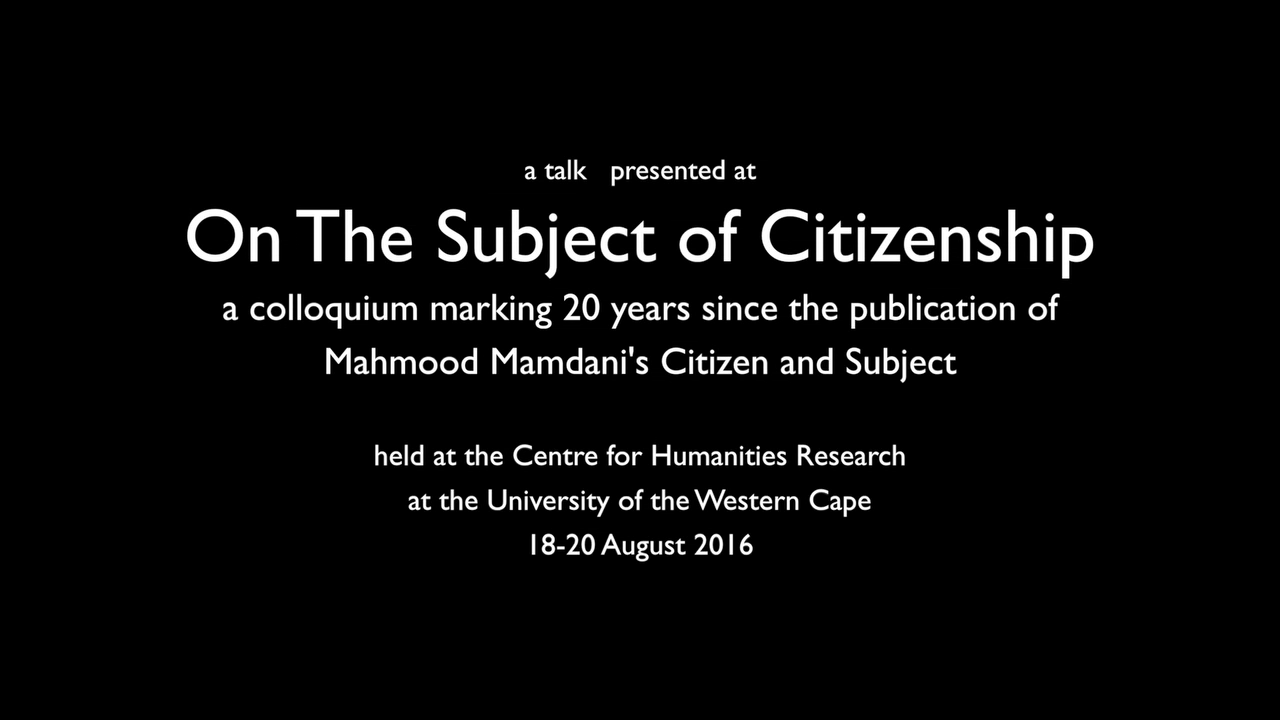 a talk presented at
On The Subject of Citizenship
a colloquium marking 20 years since the publication of
Mahmood Mamdani's Citizen and Subject
held at the Centre for Humanities Research
at the University of the Western Cape
18-20 August 2016